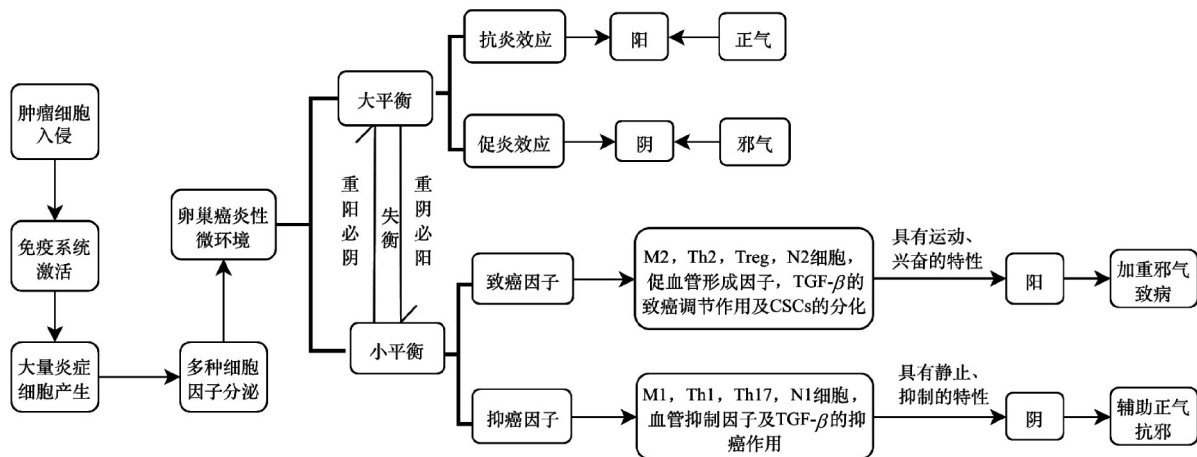 肿瘤细胞
入侵
免疫系统
激活
大量炎症
细胞产生
多种细胞
因子分泌
卵巢癌炎性
微环境
大平衡
重阳必阴
失衡
重阴必阳
小平衡
抗炎效应
阳
正气
促炎效应
阴
邪气
致癌因子
M2，Th2，Treg，N2细胞，
促血管形成因子，TGF-β的
致癌调节作用及CSCs的分化
具有运动、
兴奋的特性
阳
加重邪气
致病
抑癌因子
M1，Th1，Th17，N1细胞，
血管抑制因子及TGF-β的抑
癌作用
具有静止、
抑制的特性
阴
辅助正气
抗邪